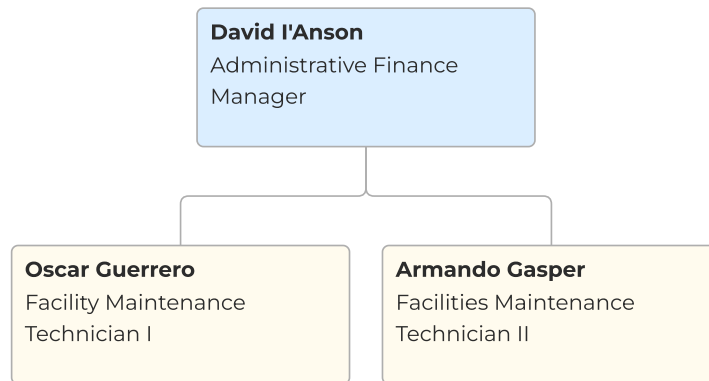 David I'Anson
Administrative Finance
Manager
Oscar Guerrero
Facility Maintenance
Technician I
Armando Gasper
Facilities Maintenance
Technician II